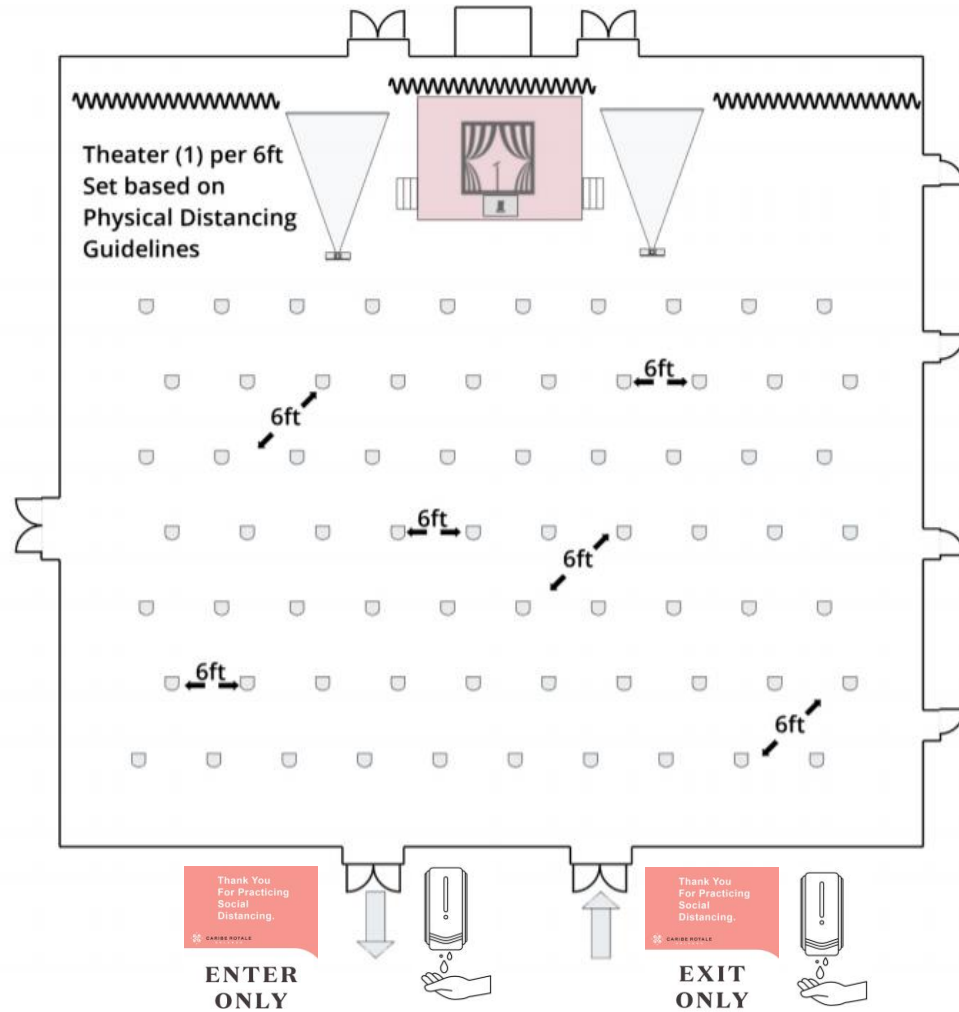 Theater (1) per 6ft
Set based on
Physical Distancing
Guidelines
6ft
6ft
6ft
6ft
6ft
6ft
Thank You
For Practicing
Social
Distancing.
CARIBE ROYALE
ENTER
ONLY
Thank You
For Practicing
Social
Distancing.
CARIBE ROYALE
EXIT
ONLY